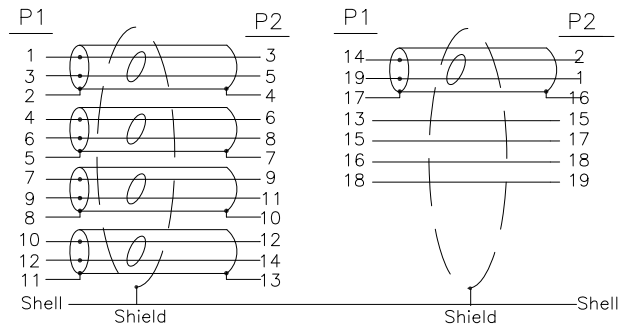 P1 P2 P1 P2
1 3 14 2
3 5 19 1
2 4 17 16
4 6 13 15
6 8 15 17
5 7 16 18
7 9 18 19
9 11
8 10
10 12
12 14
11 13
Shell Shell
Shield Shield